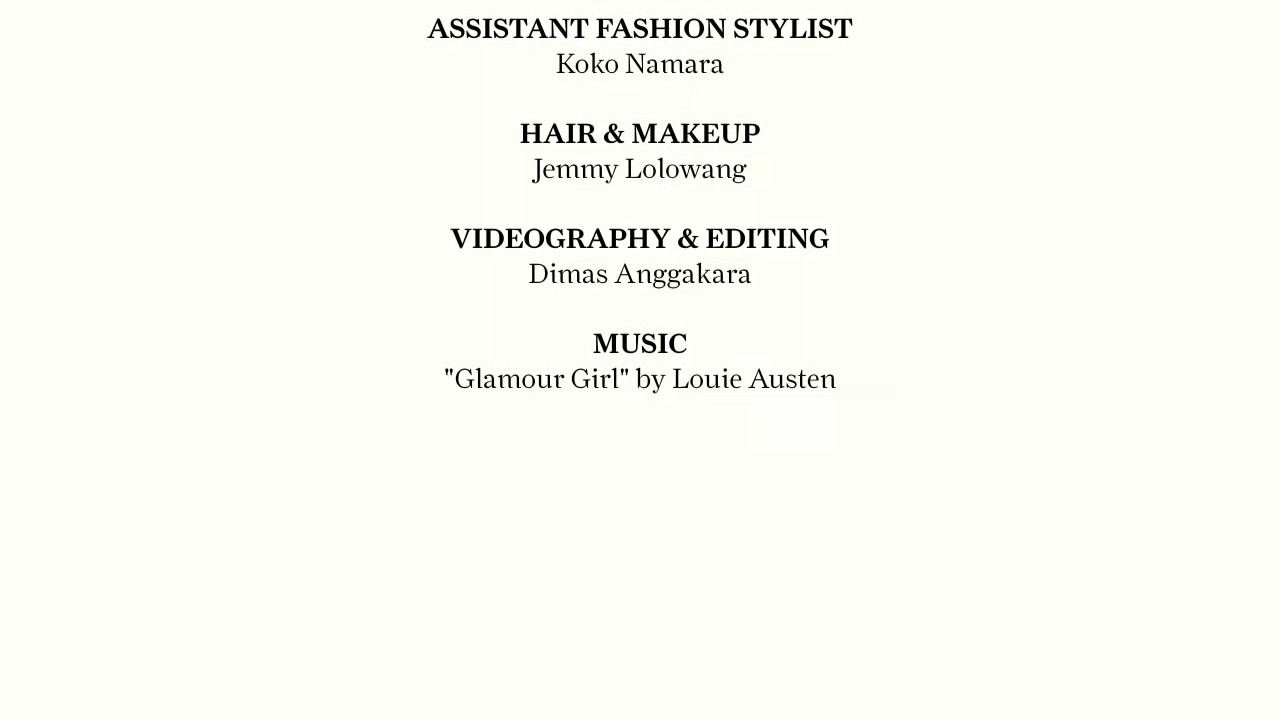 ASSISTANT FASHION STYLIST
Koko Namara
HAIR & MAKEUP
Jemmy Lolowang
VIDEOGRAPHY & EDITING
Dimas Anggakara
MUSIC
"Glamour Girl" by Louie Austen